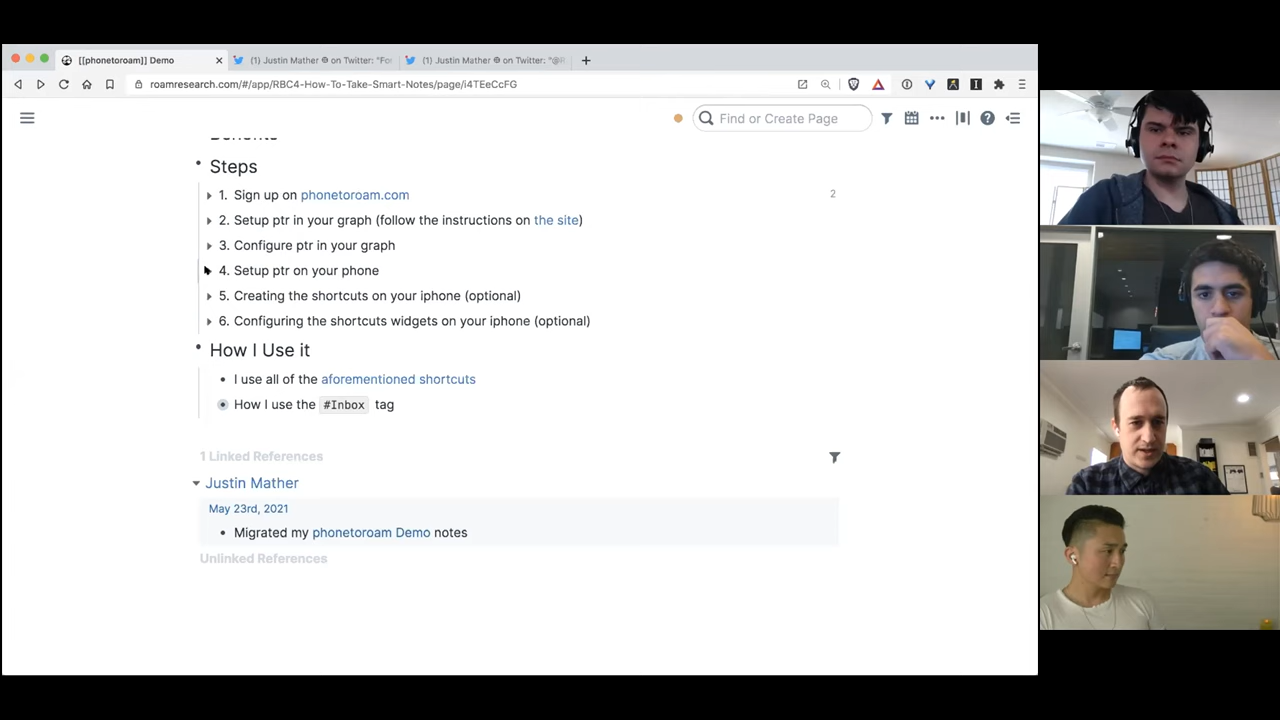 [[phonetoroam]] Demo
(1) Justin Mather
on Twitter: "Fo
(1) Justin Mather
on Twitter: "@R
roamresearch.com/#/app/RBC4-How-To-Take-Smart-Notes/page/i4TEeCcFG
Find or Create Page
Benefits
Steps
1. Sign up on phonetoroam.com
2
2. Setup ptr in your graph (follow the instructions on the site)
3. Configure ptr in your graph
4. Setup ptr on your phone
5. Creating the shortcuts on your iphone (optional)
6. Configuring the shortcuts widgets on your iphone (optional)
How I Use it
I use all of the aforementioned shortcuts
How I use the #Inbox tag
1 Linked References
Justin Mather
May 23rd, 2021
Migrated my phonetoroam Demo notes
Unlinked References